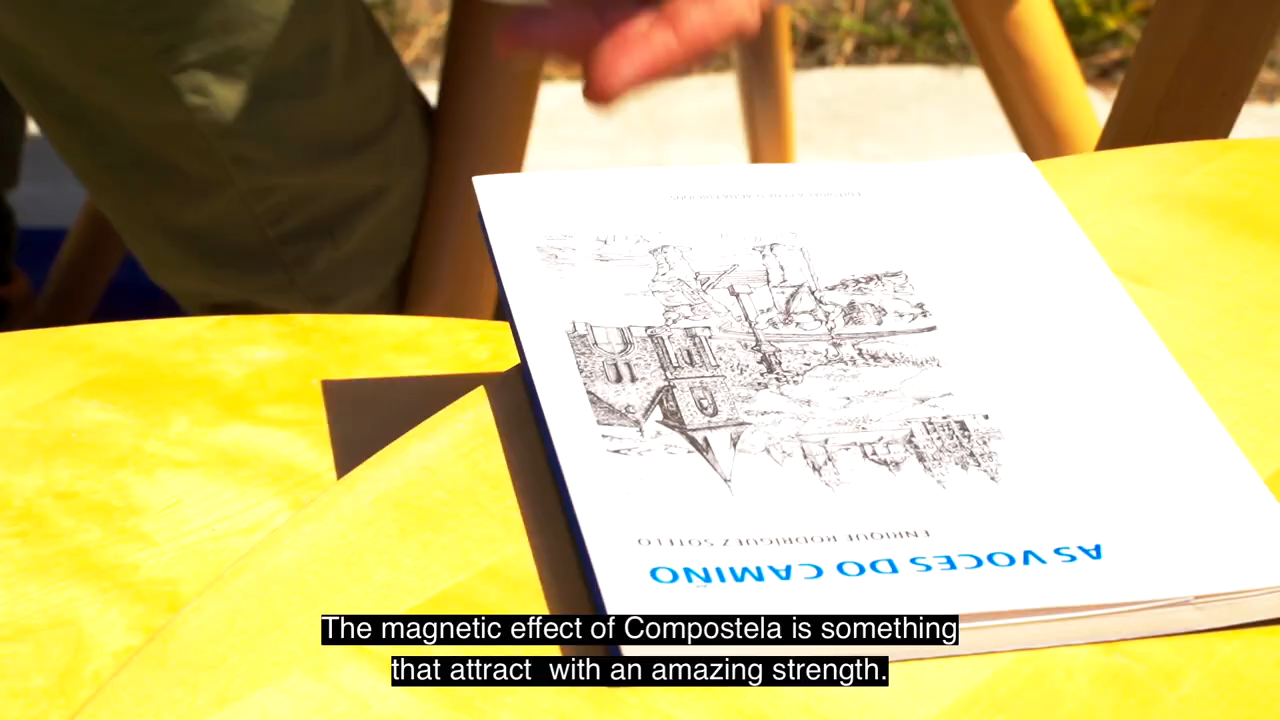 AS VOCES DO CAMIÑO
ENRIQUE RODRÍGUEZ SOTELO
The magnetic effect of Compostela is something
that attract with an amazing strength.